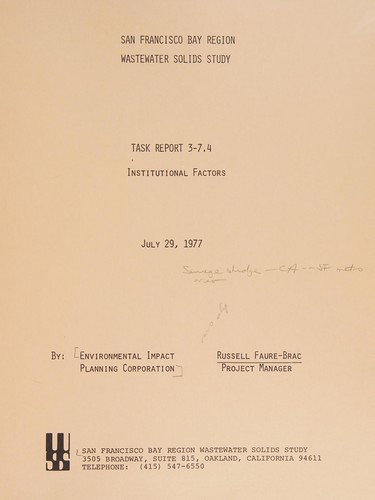 SAN FRANCISCO BAY REGION
WASTEWATER SOLIDS STUDY
TASK REPORT 3-7.4
INSTITUTIONAL FACTORS
JULY 29, 1977
Sewage sludge -- CA -- SF metro
area
BY: [ENVIRONMENTAL IMPACT
PLANNING CORPORATION]
RUSSELL FAURE-BRAC
PROJECT MANAGER
SAN FRANCISCO BAY REGION WASTEWATER SOLIDS STUDY
3505 BROADWAY, SUITE 815, OAKLAND, CALIFORNIA 94611
TELEPHONE: (415) 547-6550